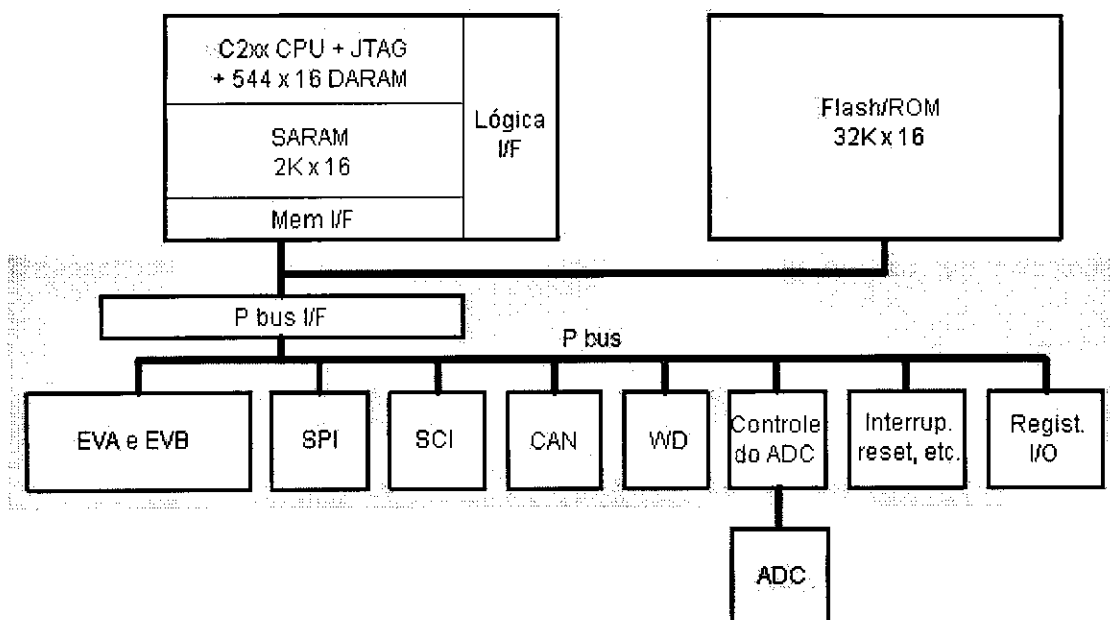 C2xx CPU + JTAG
+ 544 x 16 DARAM
SARAM
2K x 16
Mem I/F
Lógica
I/F
Flash/ROM
32K x 16
P bus I/F
P bus
EVA e EVB
SPI
SCI
CAN
WD
Controle
do ADC
Interrup.
reset, etc.
Regist.
I/O
ADC